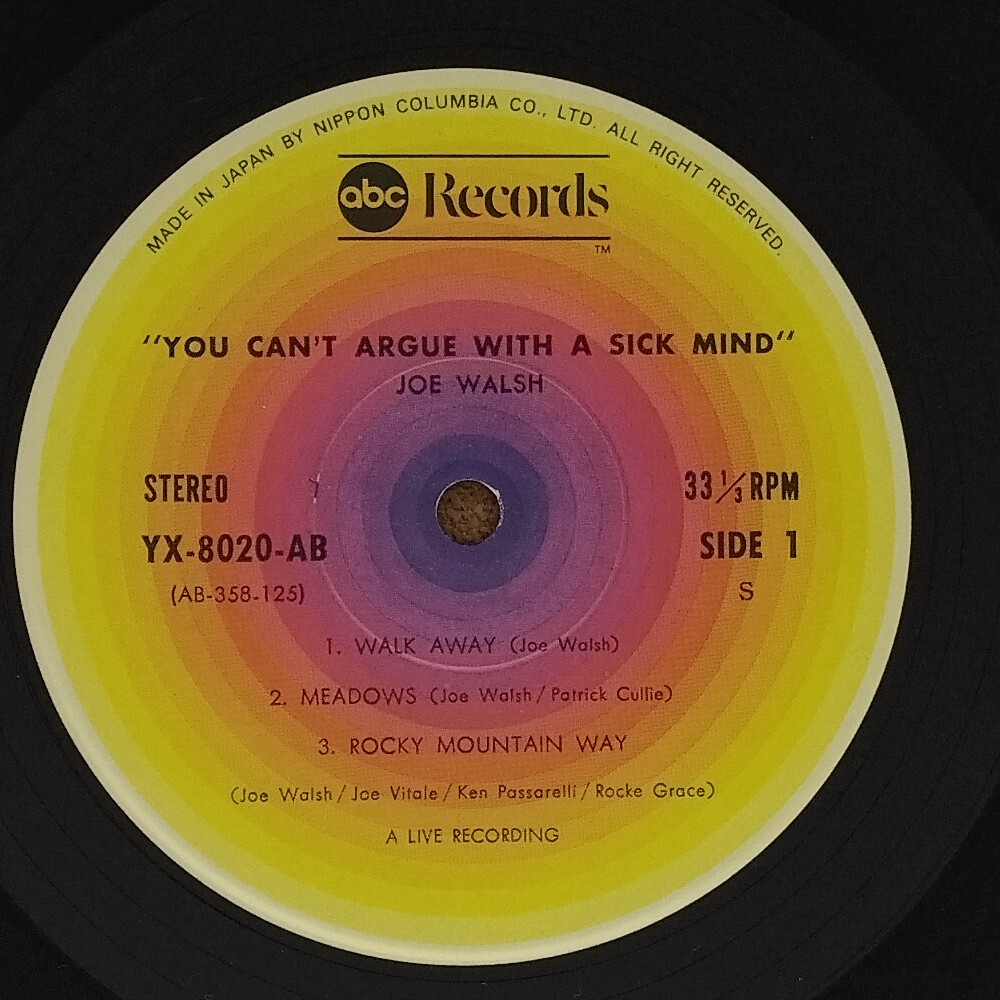 MADE IN JAPAN BY NIPPON COLUMBIA CO., LTD. ALL RIGHT RESERVED.
abc Records
TM
"YOU CAN'T ARGUE WITH A SICK MIND"
JOE WALSH
STEREO 33 1/3 RPM
YX-8020-AB SIDE 1
(AB-358-125) S
1. WALK AWAY (Joe Walsh)
2. MEADOWS (Joe Walsh/Patrick Cullie)
3. ROCKY MOUNTAIN WAY
(Joe Walsh/Joe Vitale/Ken Passarelli/Rocke Grace)
A LIVE RECORDING